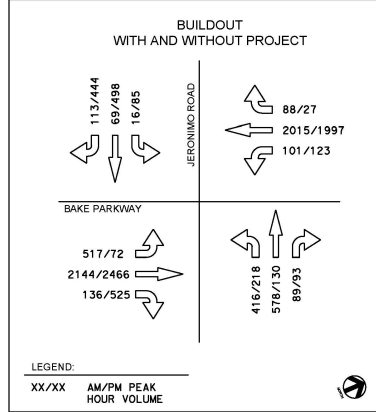 BUILDOUT
WITH AND WITHOUT PROJECT
113/444
69/498
16/85
JERONIMO ROAD
88/27
2015/1997
101/123
BAKE PARKWAY
517/72
2144/2466
136/525
416/218
578/130
89/93
LEGEND:
XX/XX AM/PM PEAK
HOUR VOLUME